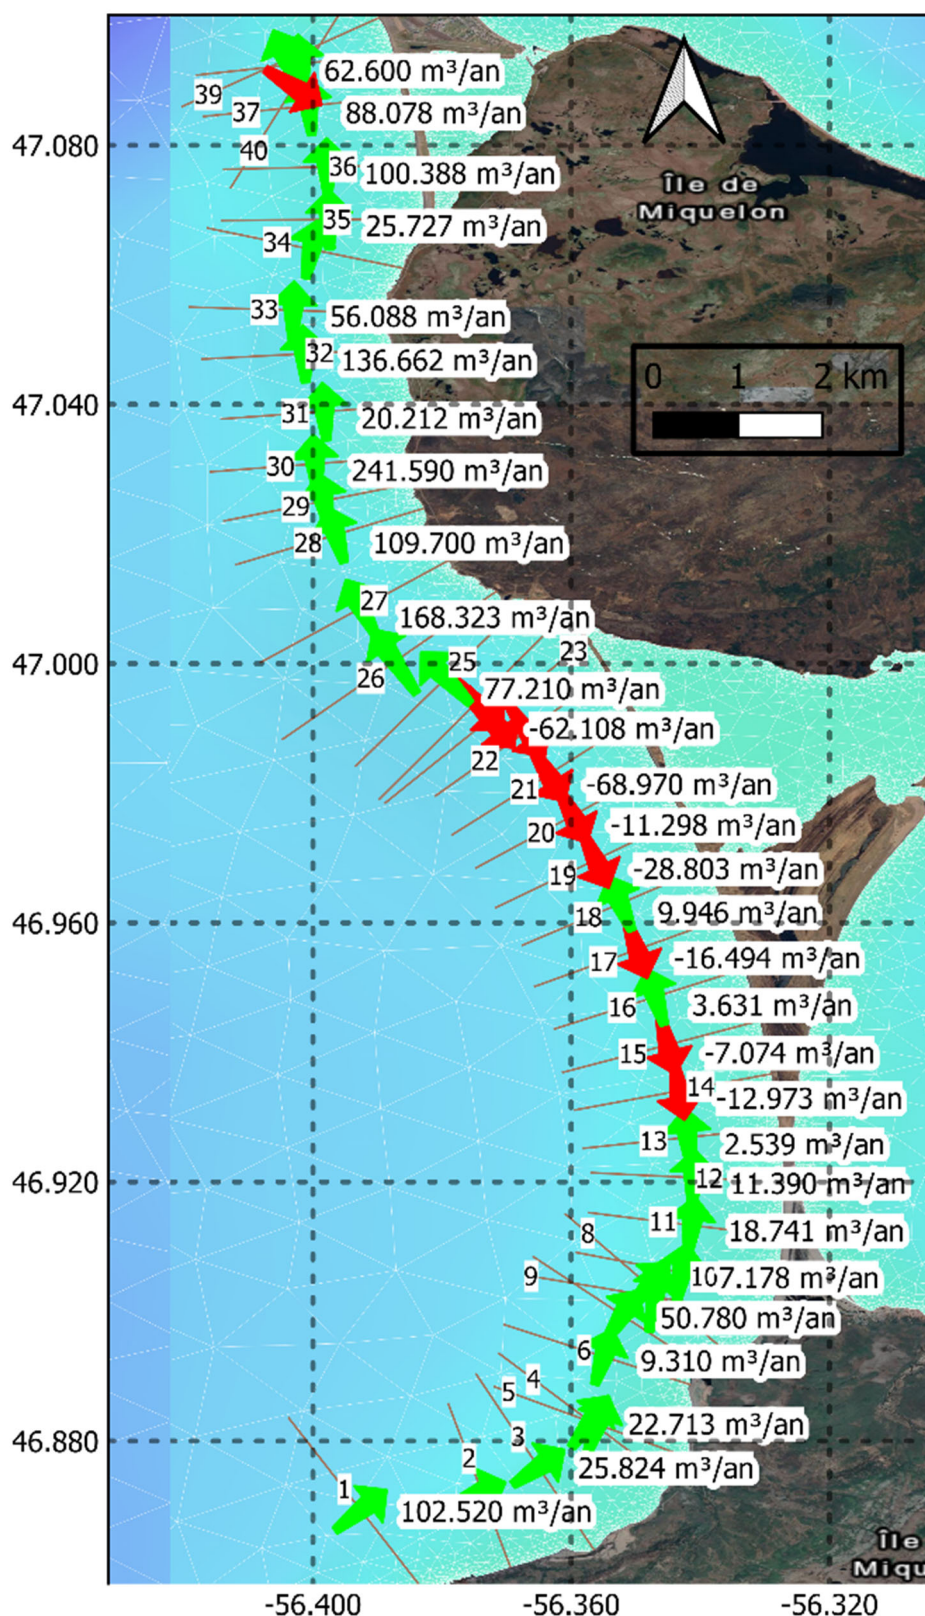 62.600 m³/an
39
37
88.078 m³/an
47.080
40
36
100.388 m³/an
Île de
Miquelon
35
25.727 m³/an
34
33
56.088 m³/an
32
136.662 m³/an
0 1 2 km
47.040
31
20.212 m³/an
30
241.590 m³/an
29
28
109.700 m³/an
27
168.323 m³/an
47.000
25
23
26
77.210 m³/an
-62.108 m³/an
22
21
-68.970 m³/an
20
-11.298 m³/an
19
-28.803 m³/an
18
9.946 m³/an
46.960
17
-16.494 m³/an
16
3.631 m³/an
15
-7.074 m³/an
14
-12.973 m³/an
13
2.539 m³/an
46.920
12
11.390 m³/an
11
18.741 m³/an
8
9
107.178 m³/an
50.780 m³/an
6
9.310 m³/an
4
5
22.713 m³/an
3
46.880
2
25.824 m³/an
1
102.520 m³/an
Île
Miqu
-56.400 -56.360 -56.320